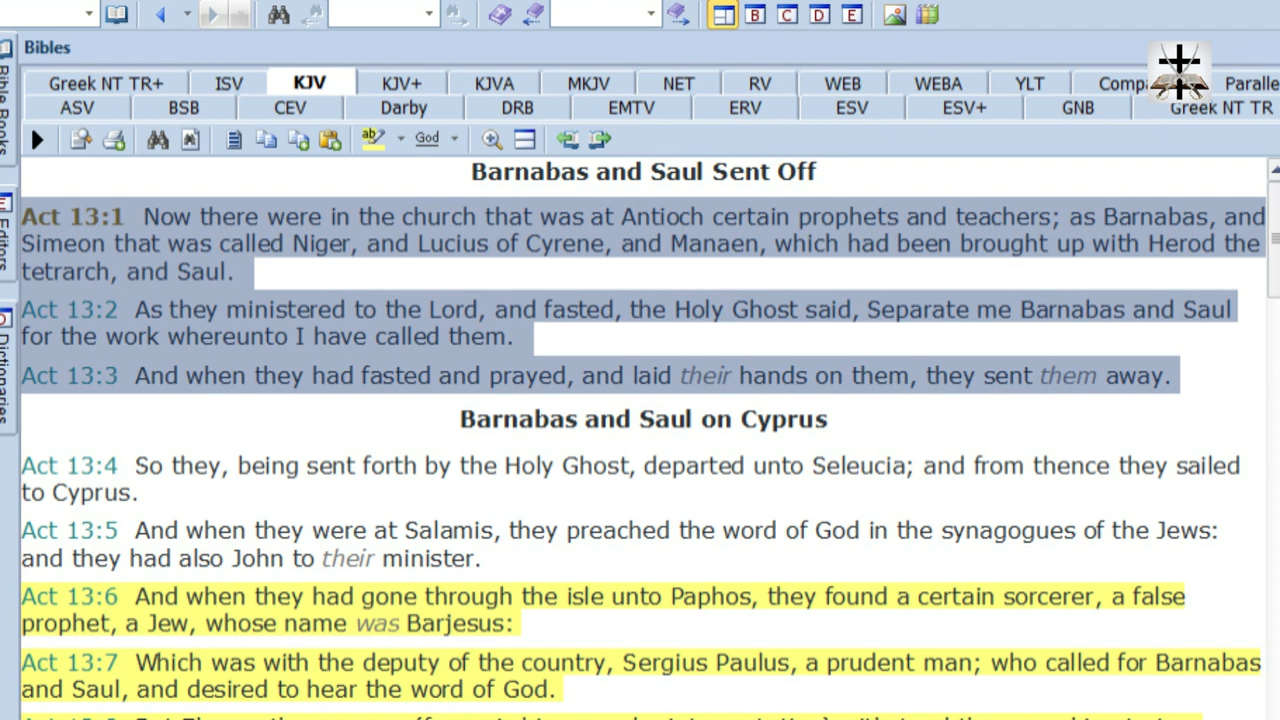 B C D E
Bibles
Greek NT TR+ ISV KJV KJV+ KJVA MKJV NET RV WEB WEBA YLT Comp Paralle
ASV BSB CEV Darby DRB EMTV ERV ESV ESV+ GNB Greek NT TR
ab God
Bible Books
Editors
Dictionaries
Barnabas and Saul Sent Off
Act 13:1 Now there were in the church that was at Antioch certain prophets and teachers; as Barnabas, and
Simeon that was called Niger, and Lucius of Cyrene, and Manaen, which had been brought up with Herod the
tetrarch, and Saul.
Act 13:2 As they ministered to the Lord, and fasted, the Holy Ghost said, Separate me Barnabas and Saul
for the work whereunto I have called them.
Act 13:3 And when they had fasted and prayed, and laid their hands on them, they sent them away.
Barnabas and Saul on Cyprus
Act 13:4 So they, being sent forth by the Holy Ghost, departed unto Seleucia; and from thence they sailed
to Cyprus.
Act 13:5 And when they were at Salamis, they preached the word of God in the synagogues of the Jews:
and they had also John to their minister.
Act 13:6 And when they had gone through the isle unto Paphos, they found a certain sorcerer, a false
prophet, a Jew, whose name was Barjesus:
Act 13:7 Which was with the deputy of the country, Sergius Paulus, a prudent man; who called for Barnabas
and Saul, and desired to hear the word of God.